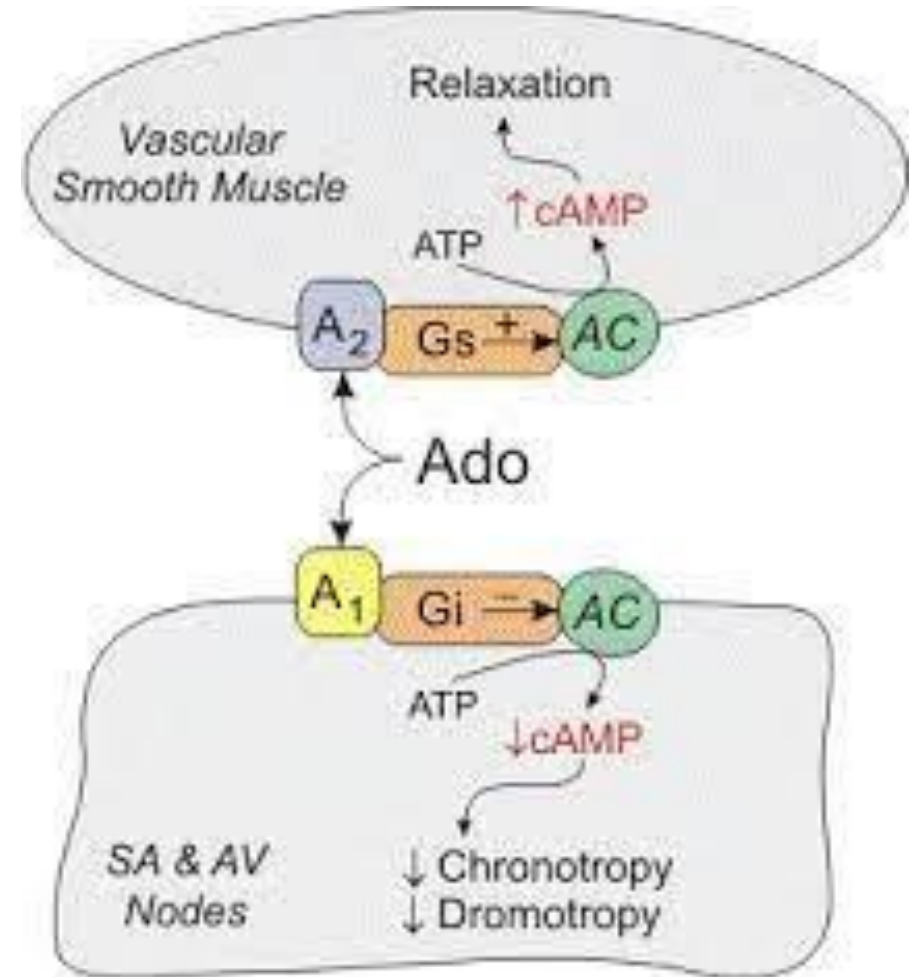 Relaxation
Vascular
Smooth Muscle
↑cAMP
ATP
A2 Gs + AC
Ado
A1 Gi − AC
ATP
↓cAMP
SA & AV
Nodes
↓ Chronotropy
↓ Dromotropy